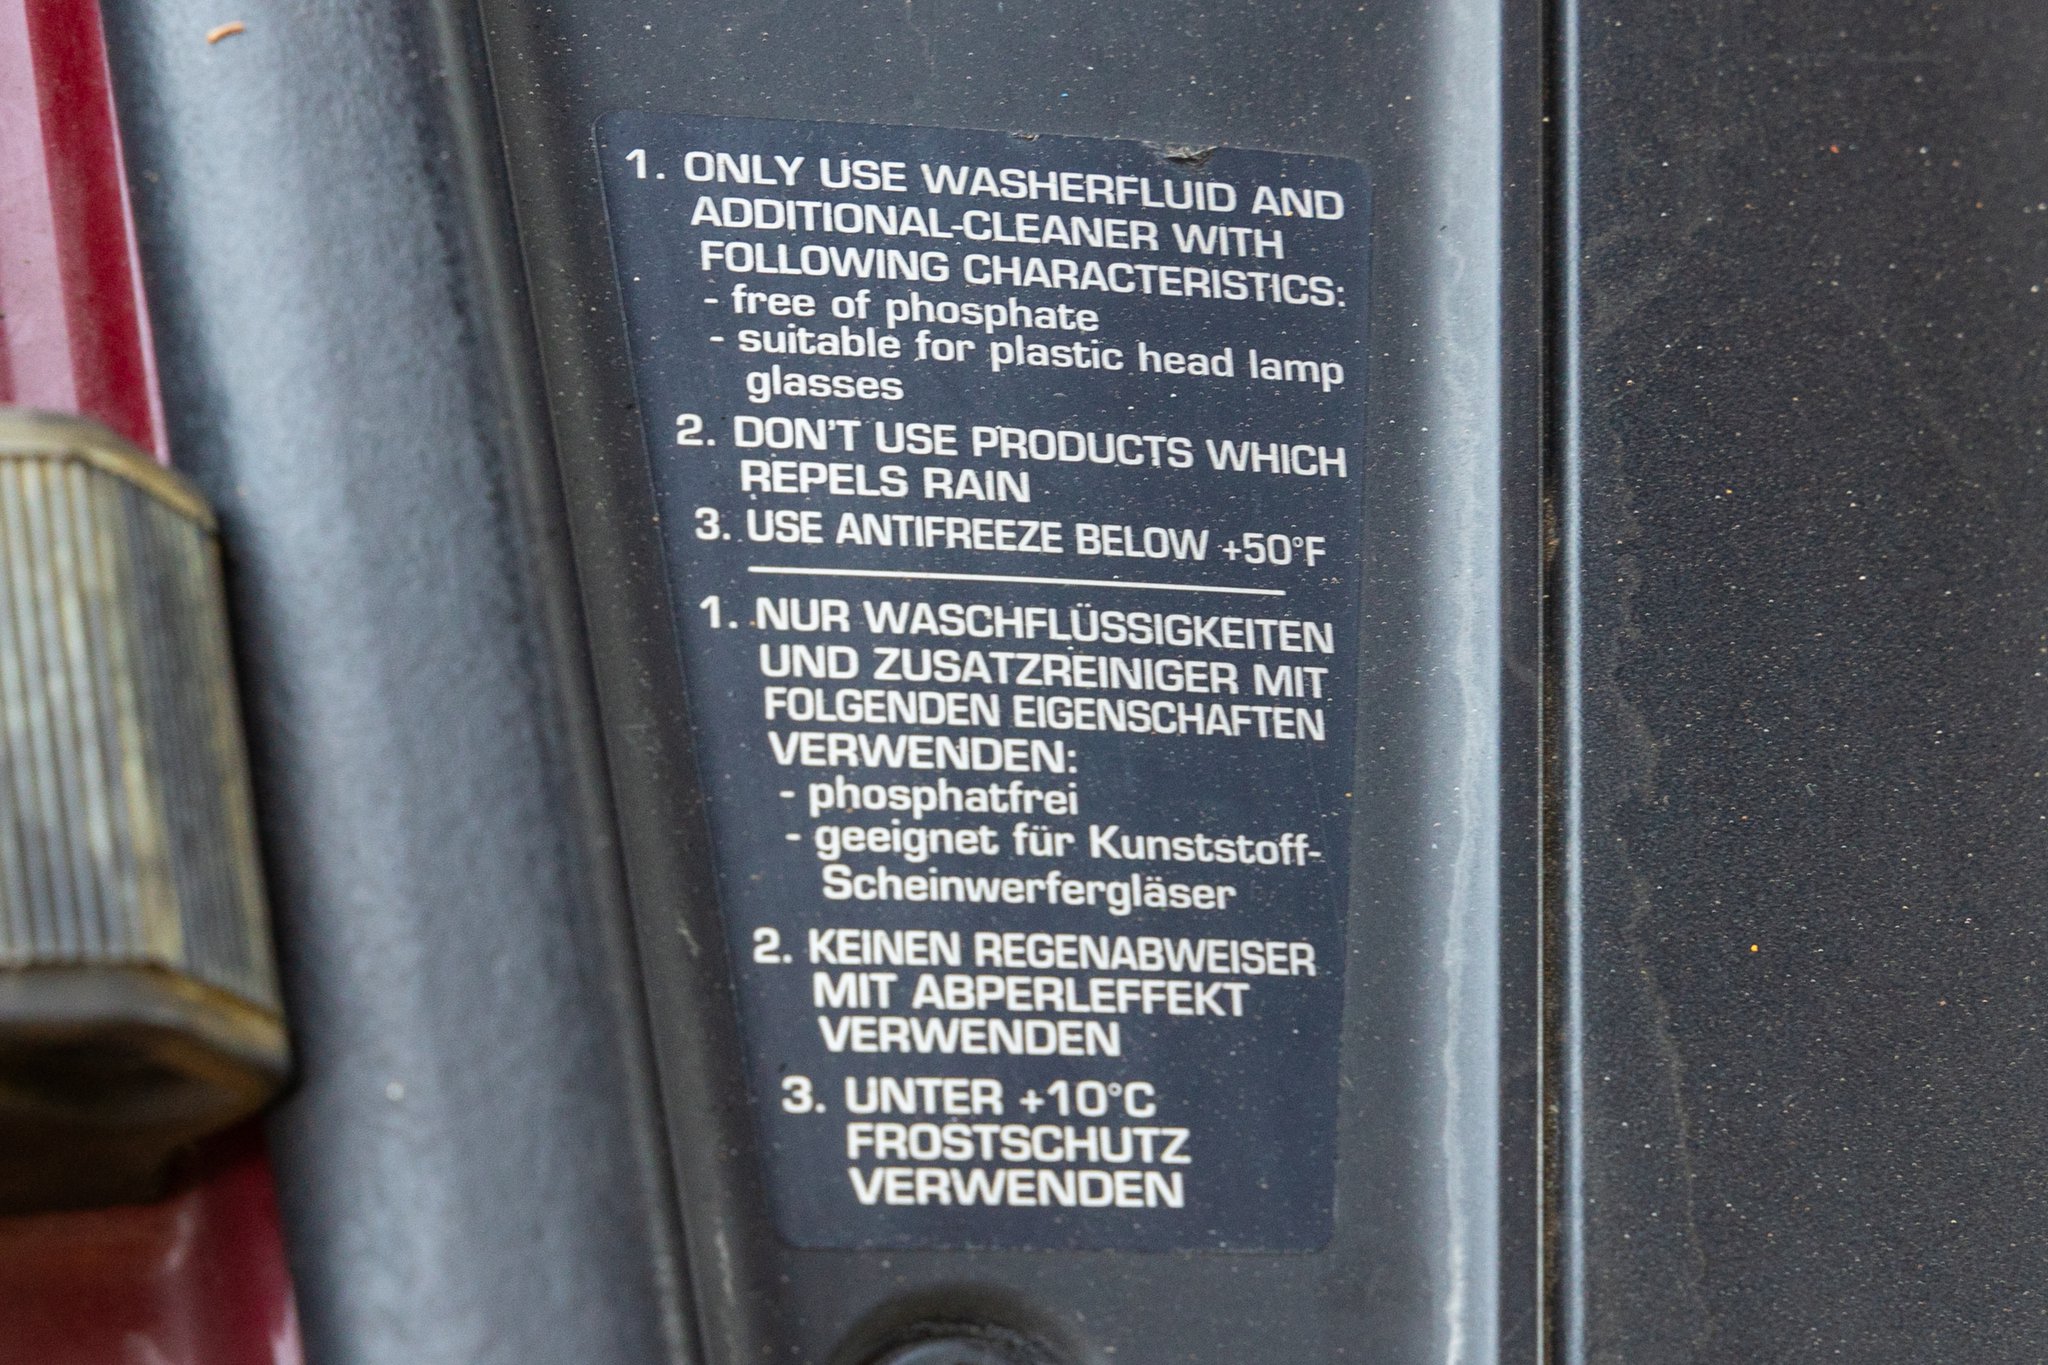 1. ONLY USE WASHERFLUID AND
ADDITIONAL-CLEANER WITH
FOLLOWING CHARACTERISTICS:
- free of phosphate
- suitable for plastic head lamp
glasses
2. DON'T USE PRODUCTS WHICH
REPELS RAIN
3. USE ANTIFREEZE BELOW +50°F
1. NUR WASCHFLÜSSIGKEITEN
UND ZUSATZREINIGER MIT
FOLGENDEN EIGENSCHAFTEN
VERWENDEN:
- phosphatfrei
- geeignet für Kunststoff-
Scheinwerfergläser
2. KEINEN REGENABWEISER
MIT ABPERLEFFEKT
VERWENDEN
3. UNTER +10°C
FROSTSCHUTZ
VERWENDEN